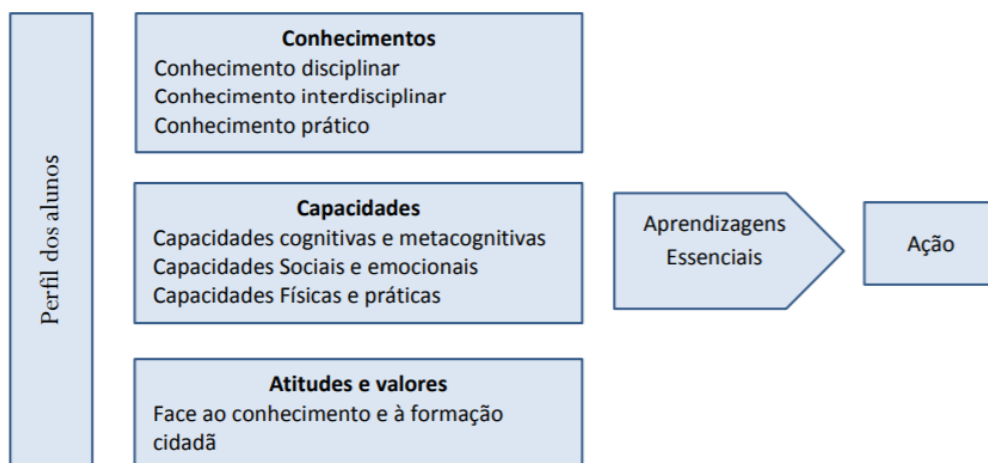 Perfil dos alunos
Conhecimentos
Conhecimento disciplinar
Conhecimento interdisciplinar
Conhecimento prático
Capacidades
Capacidades cognitivas e metacognitivas
Capacidades Sociais e emocionais
Capacidades Físicas e práticas
Atitudes e valores
Face ao conhecimento e à formação
cidadã
Aprendizagens
Essenciais
Ação